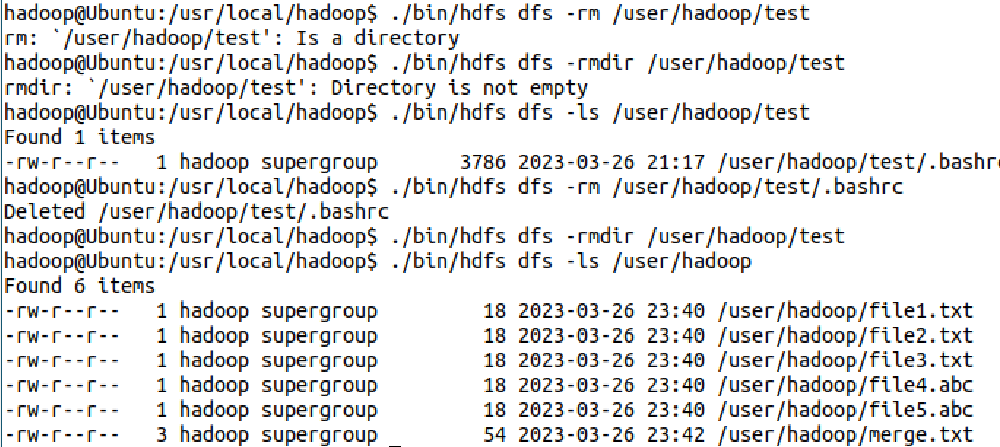 hadoop@Ubuntu:/usr/local/hadoop$ ./bin/hdfs dfs -rm /user/hadoop/test
rm: `/user/hadoop/test': Is a directory
hadoop@Ubuntu:/usr/local/hadoop$ ./bin/hdfs dfs -rmdir /user/hadoop/test
rmdir: `/user/hadoop/test': Directory is not empty
hadoop@Ubuntu:/usr/local/hadoop$ ./bin/hdfs dfs -ls /user/hadoop/test
Found 1 items
-rw-r--r--   1 hadoop supergroup       3786 2023-03-26 21:17 /user/hadoop/test/.bashr
hadoop@Ubuntu:/usr/local/hadoop$ ./bin/hdfs dfs -rm /user/hadoop/test/.bashrc
Deleted /user/hadoop/test/.bashrc
hadoop@Ubuntu:/usr/local/hadoop$ ./bin/hdfs dfs -rmdir /user/hadoop/test
hadoop@Ubuntu:/usr/local/hadoop$ ./bin/hdfs dfs -ls /user/hadoop
Found 6 items
-rw-r--r--   1 hadoop supergroup         18 2023-03-26 23:40 /user/hadoop/file1.txt
-rw-r--r--   1 hadoop supergroup         18 2023-03-26 23:40 /user/hadoop/file2.txt
-rw-r--r--   1 hadoop supergroup         18 2023-03-26 23:40 /user/hadoop/file3.txt
-rw-r--r--   1 hadoop supergroup         18 2023-03-26 23:40 /user/hadoop/file4.abc
-rw-r--r--   1 hadoop supergroup         18 2023-03-26 23:40 /user/hadoop/file5.abc
-rw-r--r--   3 hadoop supergroup         54 2023-03-26 23:42 /user/hadoop/merge.txt